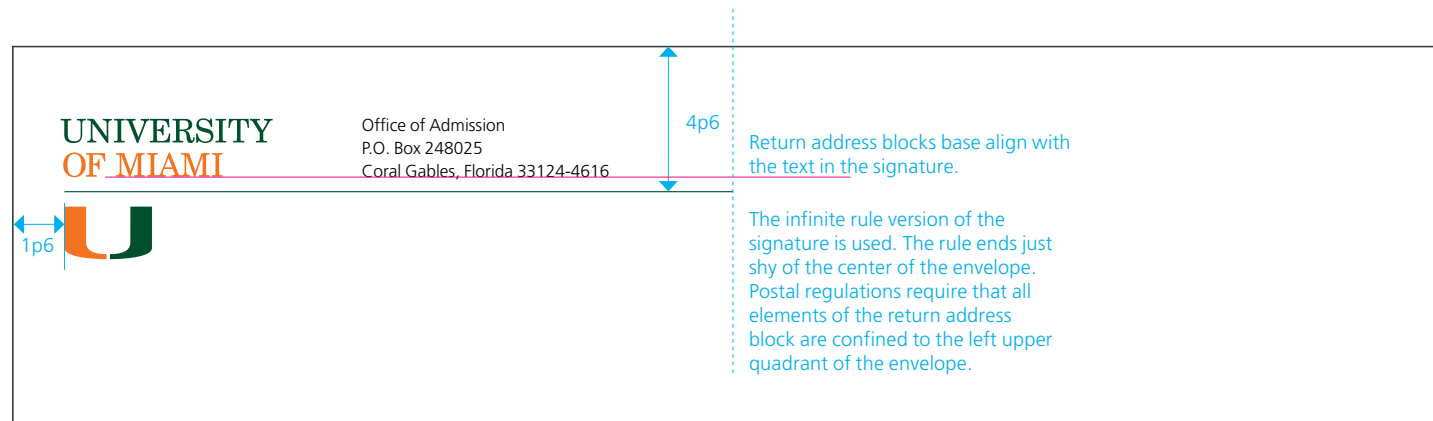 UNIVERSITY
OF MIAMI
Office of Admission
P.O. Box 248025
Coral Gables, Florida 33124-4616
4p6
Return address blocks base align with
the text in the signature.
1p6
U
The infinite rule version of the
signature is used. The rule ends just
shy of the center of the envelope.
Postal regulations require that all
elements of the return address
block are confined to the left upper
quadrant of the envelope.